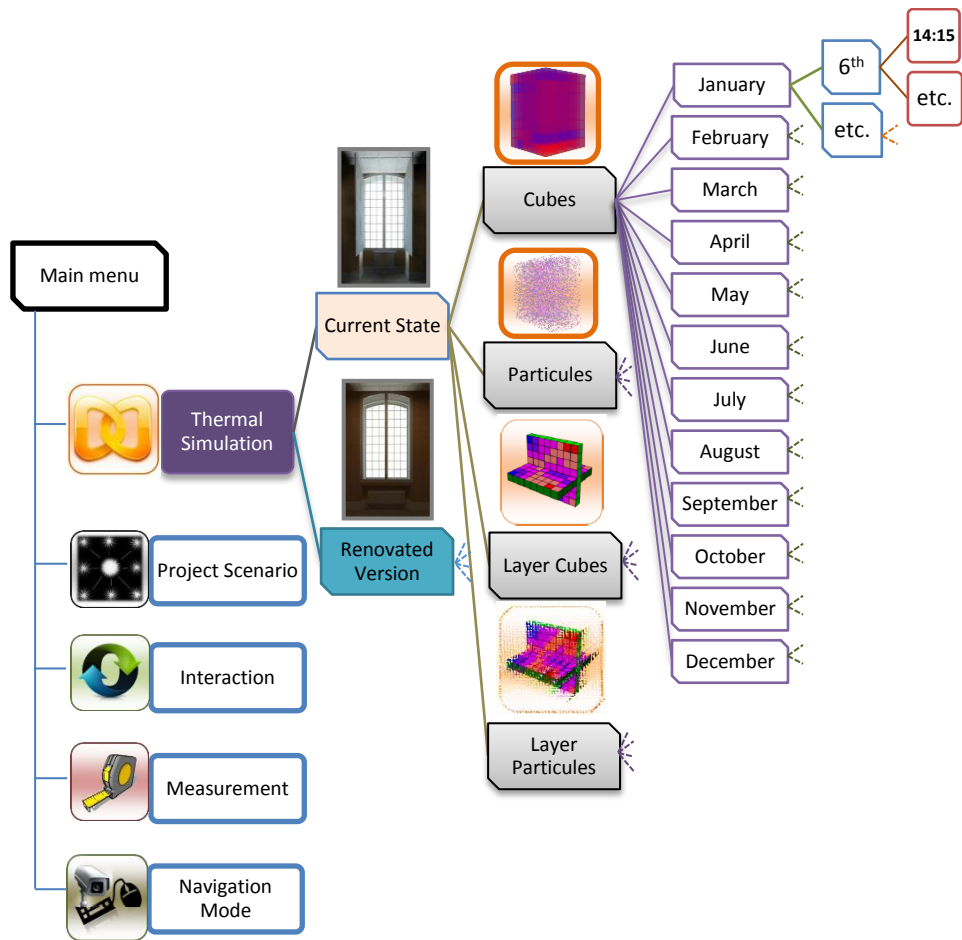 Main menu
Thermal
Simulation
Project Scenario
Interaction
Measurement
Navigation
Mode
Current State
Renovated
Version
Cubes
Particules
Layer Cubes
Layer
Particules
January
February
March
April
May
June
July
August
September
October
November
December
6th
etc.
14:15
etc.